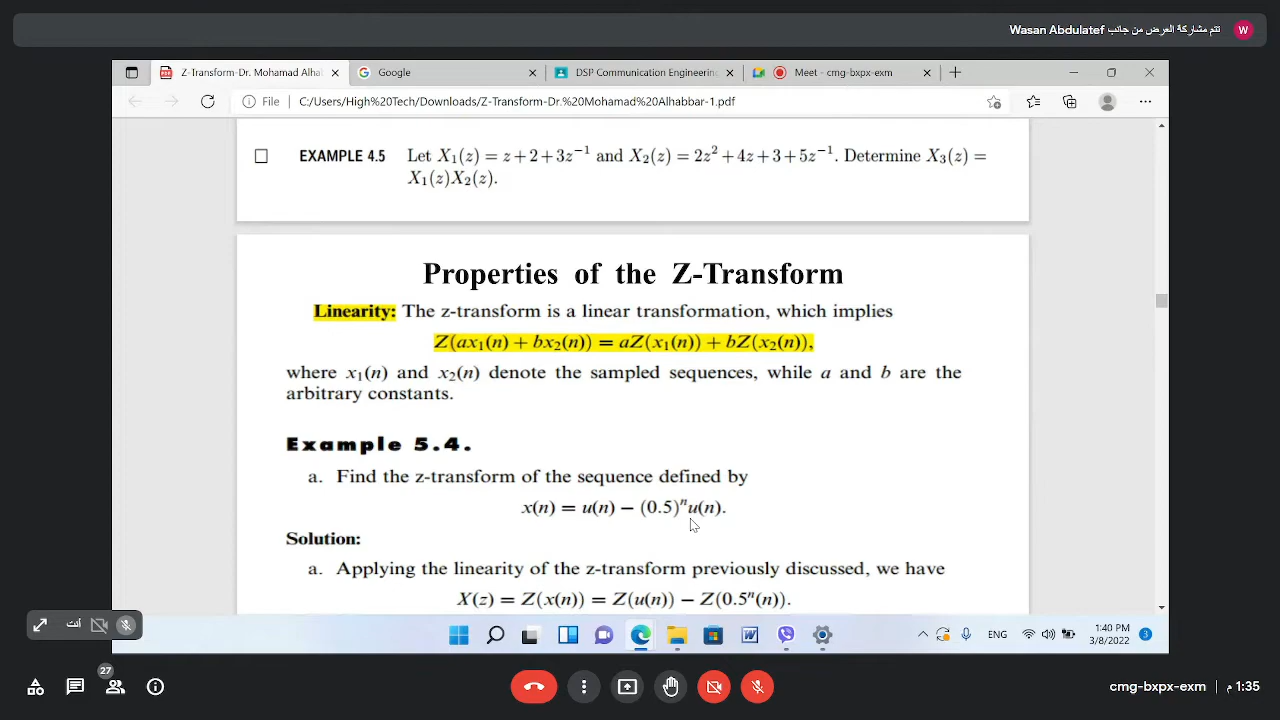 تتم مشاركة العرض من جانب Wasan Abdulatef
W
Z-Transform-Dr. Mohamad Alha
Google
DSP Communication Engineerin
Meet - cmg-bxpx-exm
File
C:/Users/High%20Tech/Downloads/Z-Transform-Dr.%20Mohamad%20Alhabbar-1.pdf
EXAMPLE 4.5 Let X₁(z) = z + 2 + 3z⁻¹ and X₂(z) = 2z² + 4z + 3 + 5z⁻¹. Determine X₃(z) =
X₁(z)X₂(z).
Properties of the Z-Transform
Linearity: The z-transform is a linear transformation, which implies
Z(ax₁(n) + bx₂(n)) = aZ(x₁(n)) + bZ(x₂(n)),
where x₁(n) and x₂(n) denote the sampled sequences, while a and b are the
arbitrary constants.
Example 5.4.
a. Find the z-transform of the sequence defined by
x(n) = u(n) − (0.5)ⁿu(n).
Solution:
a. Applying the linearity of the z-transform previously discussed, we have
X(z) = Z(x(n)) = Z(u(n)) − Z(0.5ⁿ(n)).
أنت
ENG
1:40 PM
3/8/2022
3
27
cmg-bxpx-exm
1:35 م